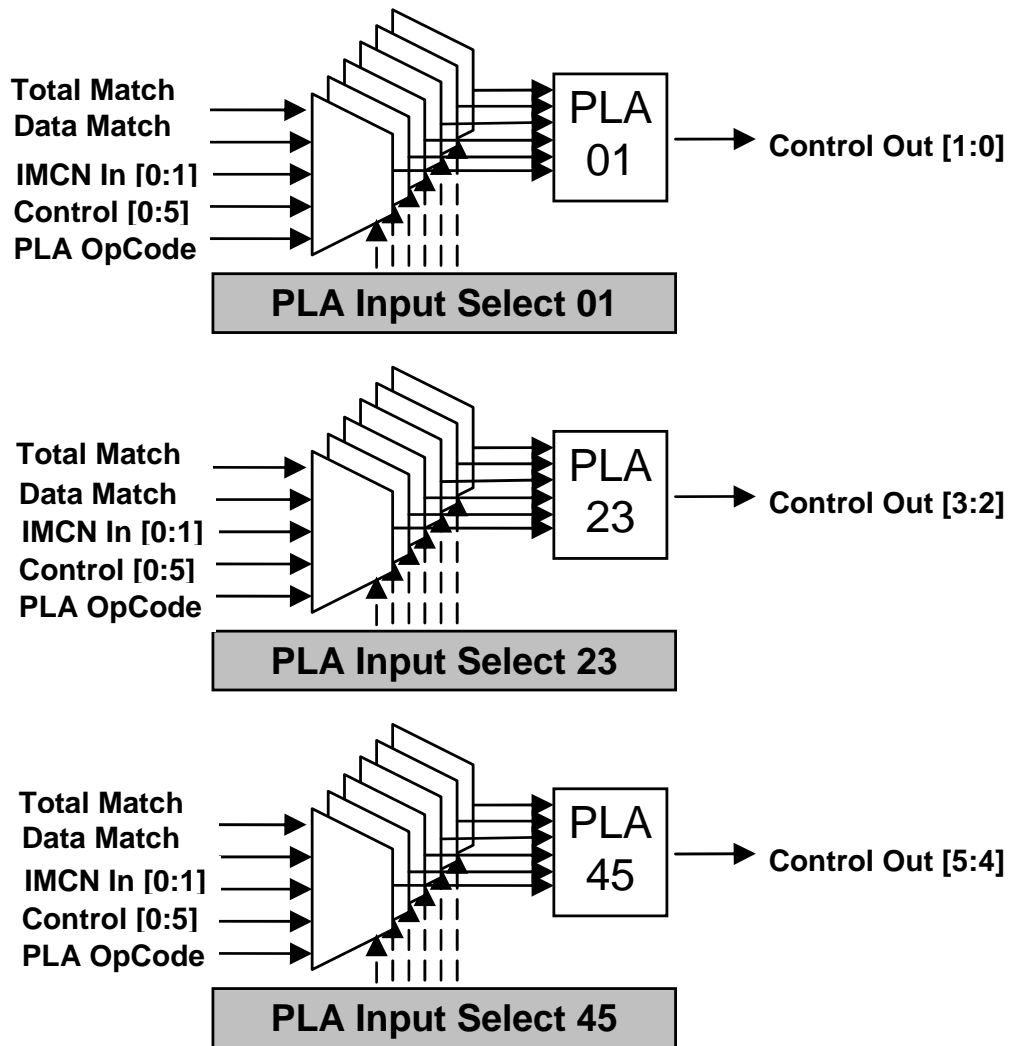 Total Match
Data Match
IMCN In [0:1]
Control [0:5]
PLA OpCode
PLA
01
Control Out [1:0]
PLA Input Select 01
Total Match
Data Match
IMCN In [0:1]
Control [0:5]
PLA OpCode
PLA
23
Control Out [3:2]
PLA Input Select 23
Total Match
Data Match
IMCN In [0:1]
Control [0:5]
PLA OpCode
PLA
45
Control Out [5:4]
PLA Input Select 45